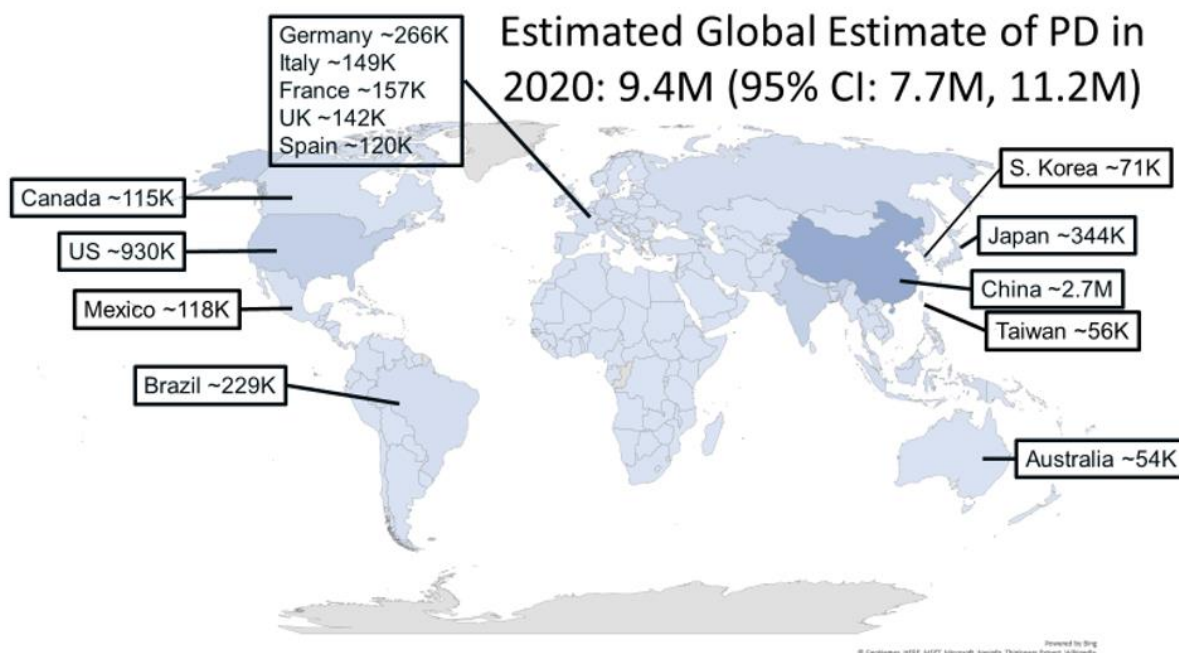 Estimated Global Estimate of PD in
2020: 9.4M (95% CI: 7.7M, 11.2M)
Germany ~266K
Italy ~149K
France ~157K
UK ~142K
Spain ~120K
Canada ~115K
US ~930K
Mexico ~118K
Brazil ~229K
S. Korea ~71K
Japan ~344K
China ~2.7M
Taiwan ~56K
Australia ~54K
Powered by Bing